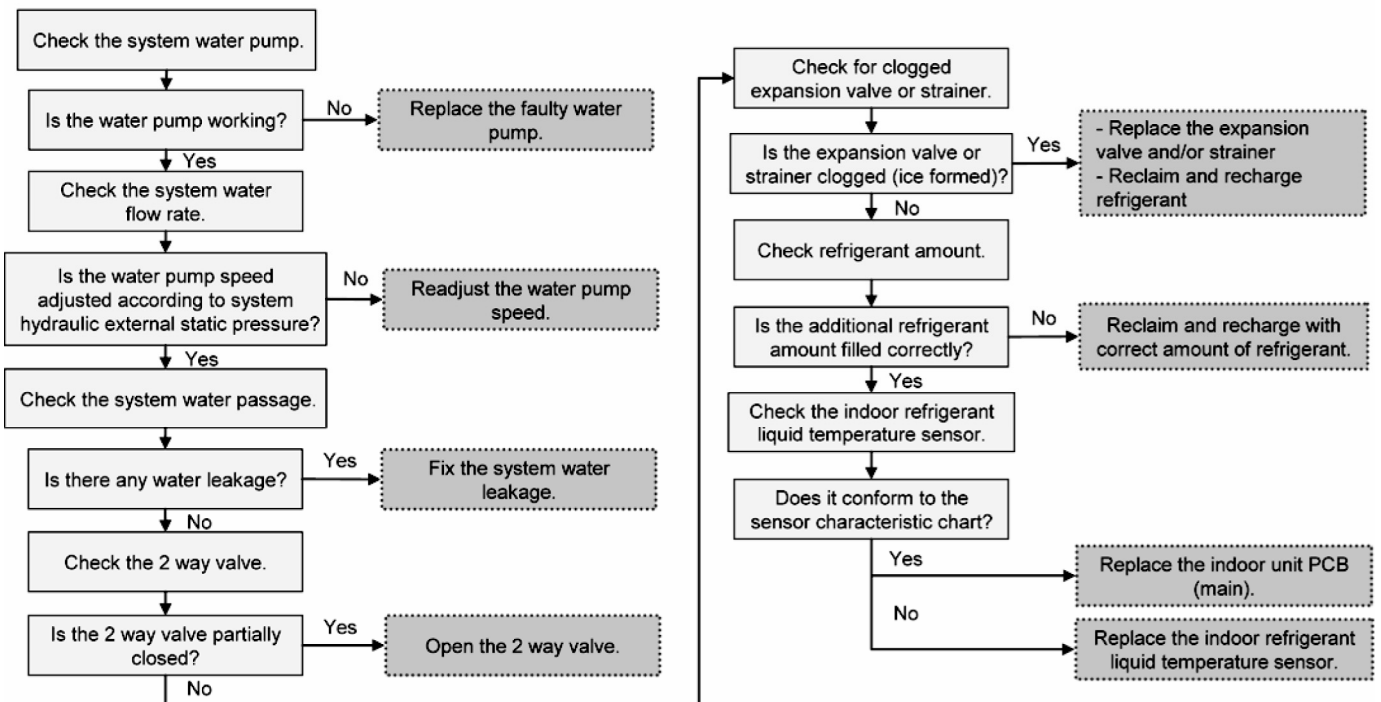 Check the system water pump.
Is the water pump working?
No
Replace the faulty water
pump.
Yes
Check the system water
flow rate.
Is the water pump speed
adjusted according to system
hydraulic external static pressure?
No
Readjust the water pump
speed.
Yes
Check the system water passage.
Is there any water leakage?
Yes
Fix the system water
leakage.
No
Check the 2 way valve.
Is the 2 way valve partially
closed?
Yes
Open the 2 way valve.
No
Check for clogged
expansion valve or strainer.
Is the expansion valve or
strainer clogged (ice formed)?
Yes
- Replace the expansion
valve and/or strainer
- Reclaim and recharge
refrigerant
No
Check refrigerant amount.
Is the additional refrigerant
amount filled correctly?
No
Reclaim and recharge with
correct amount of refrigerant.
Yes
Check the indoor refrigerant
liquid temperature sensor.
Does it conform to the
sensor characteristic chart?
Yes
Replace the indoor unit PCB
(main).
No
Replace the indoor refrigerant
liquid temperature sensor.